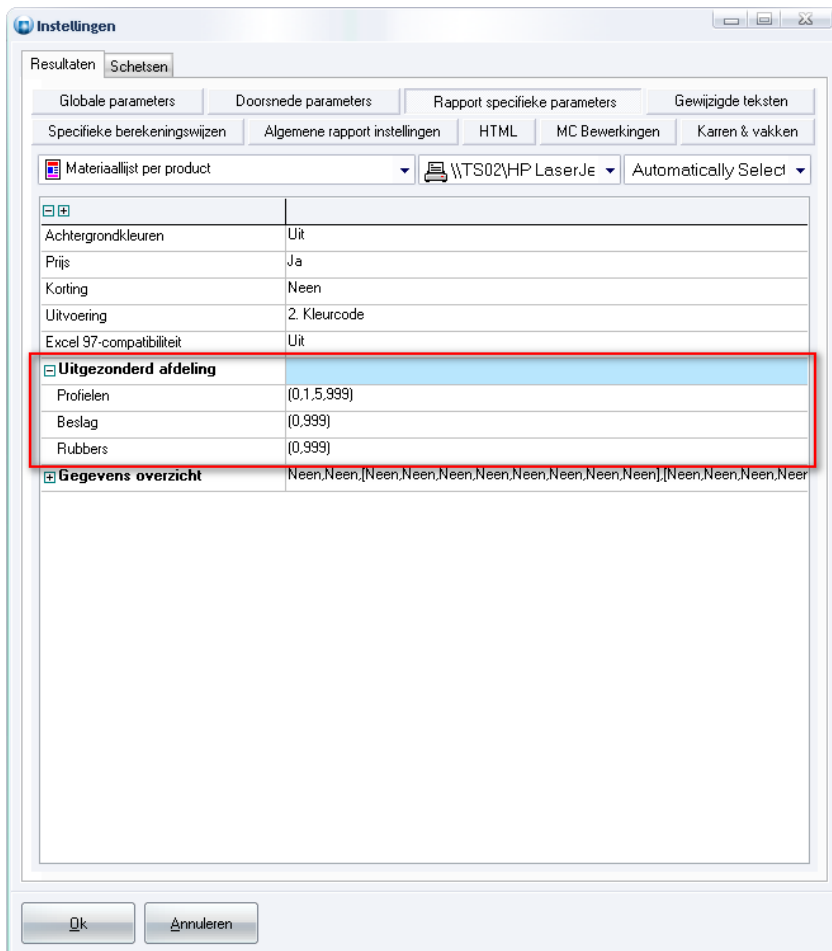 Instellingen
Resultaten Schetsen
Globale parameters Doorsnede parameters Rapport specifieke parameters Gewijzigde teksten
Specifieke berekeningswijzen Algemene rapport instellingen HTML MC Bewerkingen Karren & vakken
Materiaallijst per product \\TS02\HP LaserJe Automatically Select
Achtergrondkleuren Uit
Prijs Ja
Korting Neen
Uitvoering 2. Kleurcode
Excel 97-compatibiliteit Uit
Uitgezonderd afdeling
Profielen (0,1,5,999)
Beslag (0,999)
Rubbers (0,999)
Gegevens overzicht Neen,Neen,[Neen,Neen,Neen,Neen,Neen,Neen,Neen,Neen],[Neen,Neen,Neen,Neer
Ok Annuleren